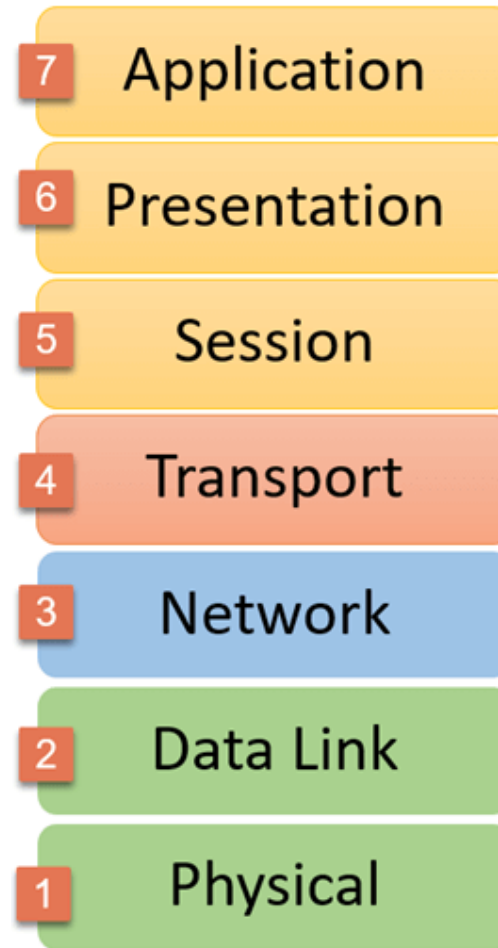 7 Application
6 Presentation
5 Session
4 Transport
3 Network
2 Data Link
1 Physical